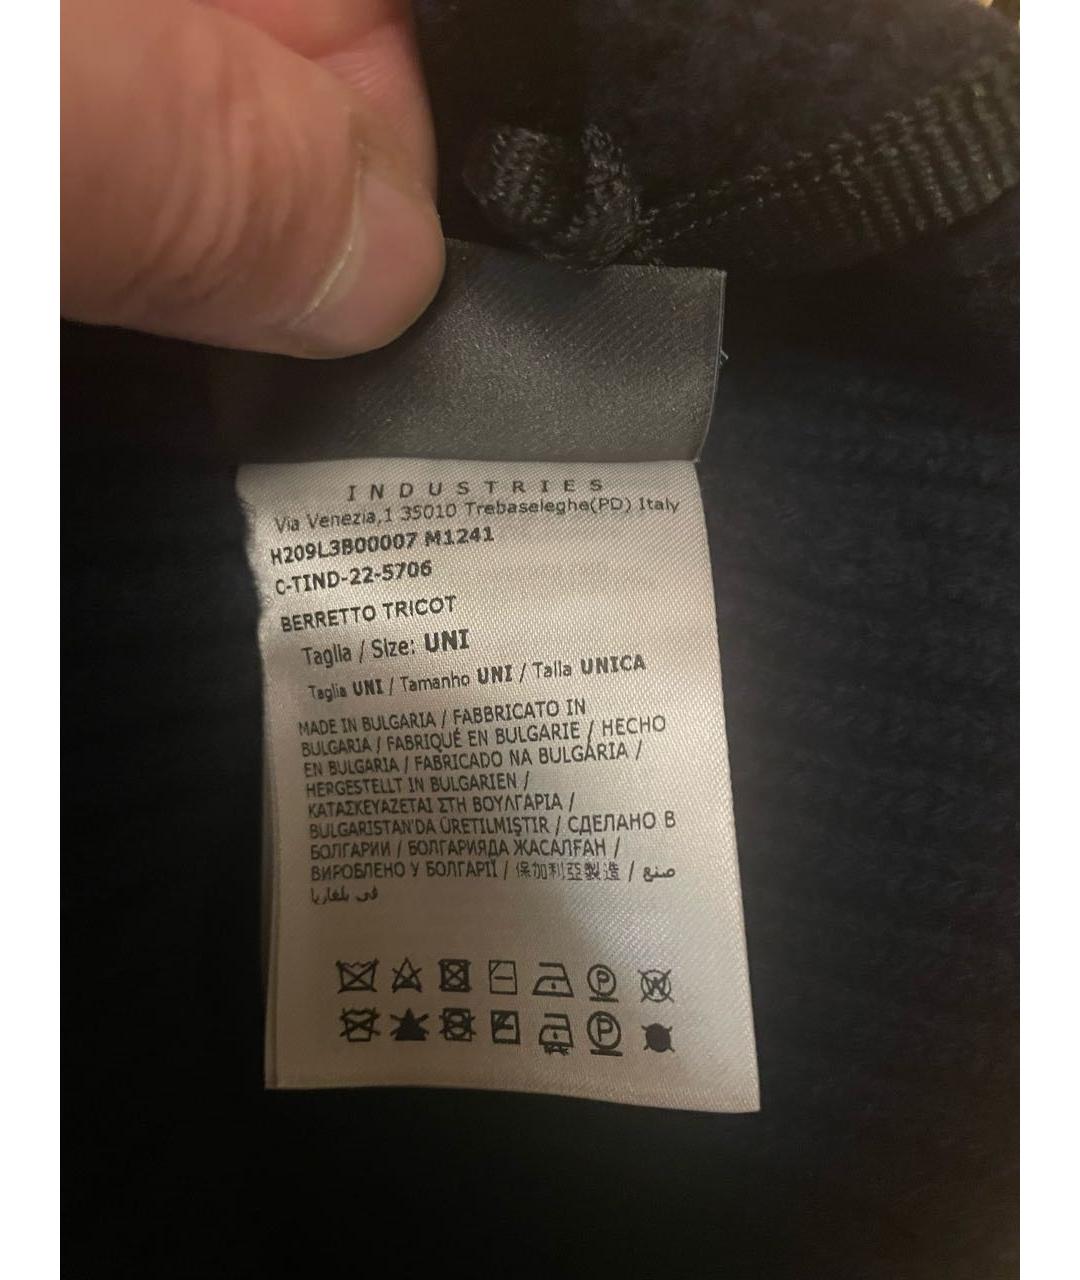 INDUSTRIES
Via Venezia,1 35010 Trebaseleghe(PD) Italy
H209L3B00007 M1241
C-TIND-22-5706
BERRETTO TRICOT
Taglia / Size: UNI
Taglia UNI / Tamanho UNI / Talla UNICA
MADE IN BULGARIA / FABBRICATO IN
BULGARIA / FABRIQUÉ EN BULGARIE / HECHO
EN BULGARIA / FABRICADO NA BULGÁRIA /
HERGESTELLT IN BULGARIEN /
ΚΑΤΑΣΚΕΥΑΖΕΤΑΙ ΣΤΗ ΒΟΥΛΓΑΡΙΑ /
BULGARISTAN'DA ÜRETILMIŞTIR / СДЕЛАНО В
БОЛГАРИИ / БОЛГАРИЯДА ЖАСАЛҒАН /
ВИРОБЛЕНО У БОЛГАРІЇ / 保加利亞製造 / صنع
في بلغاريا
P W
P